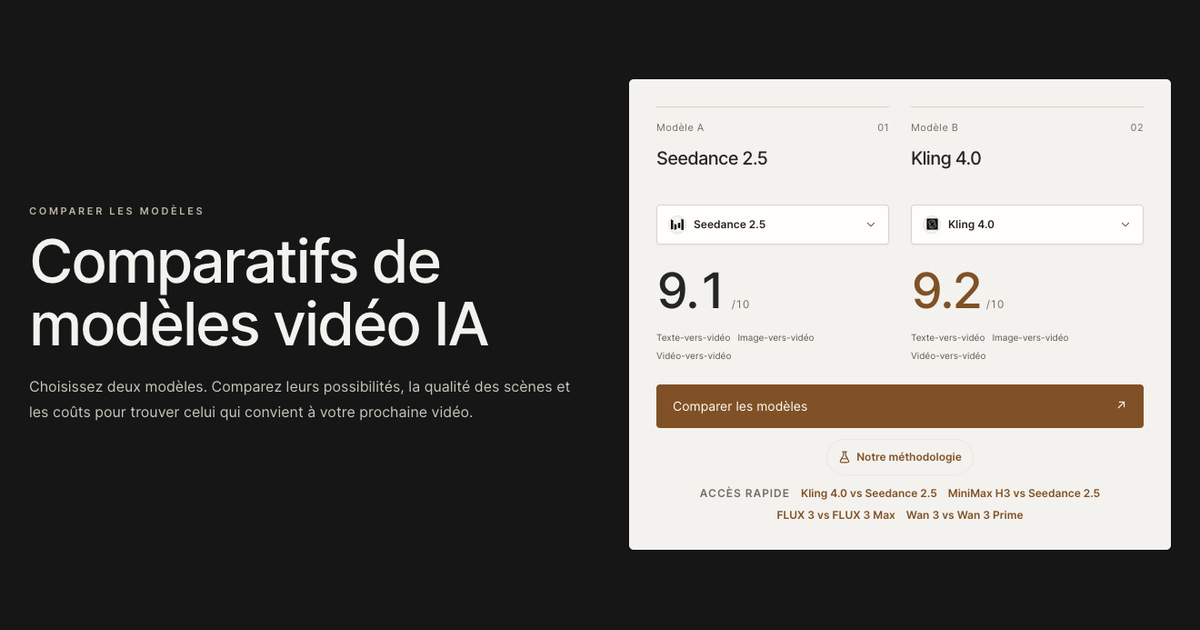 COMPARER LES MODÈLES
Comparatifs de
modèles vidéo IA
Choisissez deux modèles. Comparez leurs possibilités, la qualité des scènes et
les coûts pour trouver celui qui convient à votre prochaine vidéo.
Modèle A 01
Seedance 2.5
Seedance 2.5
9.1 /10
Texte-vers-vidéo Image-vers-vidéo
Vidéo-vers-vidéo
Modèle B 02
Kling 4.0
Kling 4.0
9.2 /10
Texte-vers-vidéo Image-vers-vidéo
Vidéo-vers-vidéo
Comparer les modèles
Notre méthodologie
ACCÈS RAPIDE Kling 4.0 vs Seedance 2.5 MiniMax H3 vs Seedance 2.5
FLUX 3 vs FLUX 3 Max Wan 3 vs Wan 3 Prime